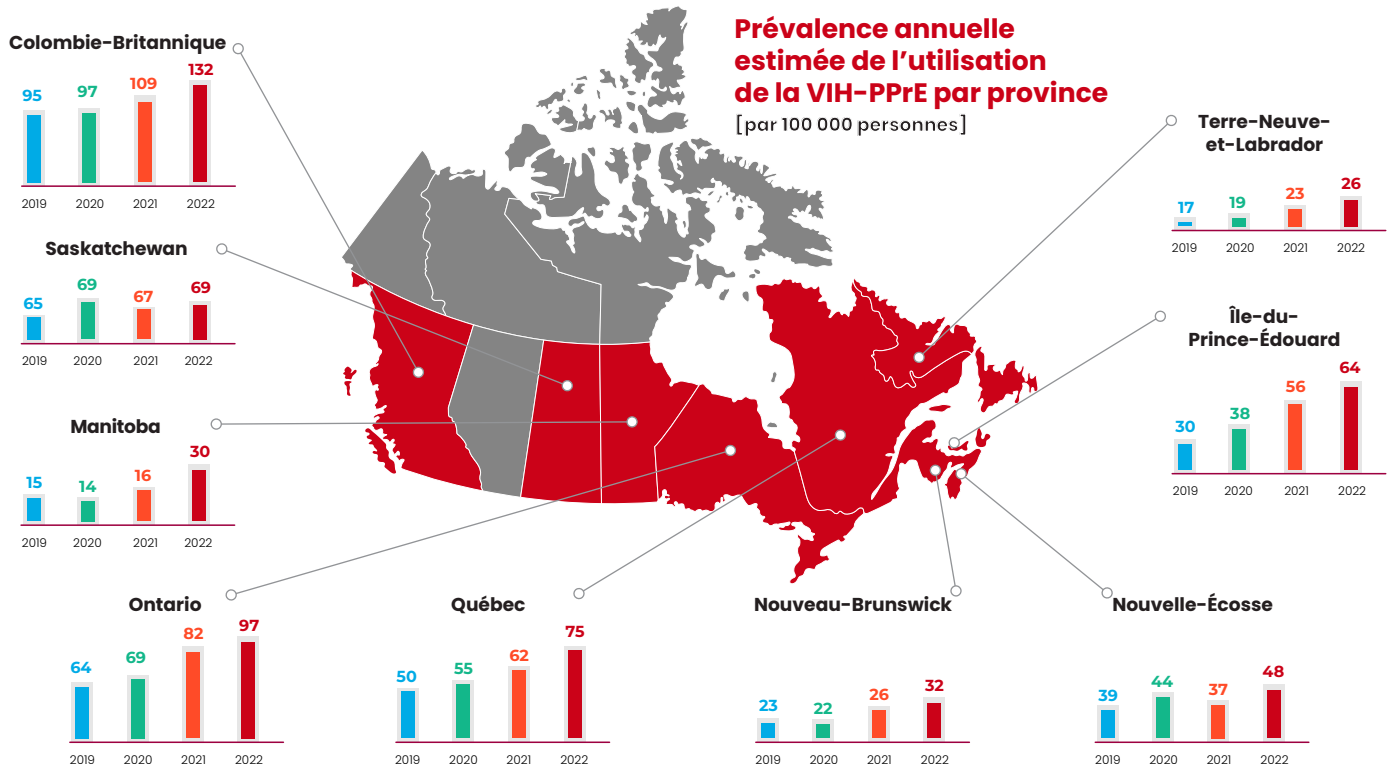 Prévalence annuelle
estimée de l’utilisation
de la VIH-PPrE par province
[par 100 000 personnes]
Colombie-Britannique
95 97 109 132
2019 2020 2021 2022
Saskatchewan
65 69 67 69
2019 2020 2021 2022
Manitoba
15 14 16 30
2019 2020 2021 2022
Ontario
64 69 82 97
2019 2020 2021 2022
Québec
50 55 62 75
2019 2020 2021 2022
Nouveau-Brunswick
23 22 26 32
2019 2020 2021 2022
Nouvelle-Écosse
39 44 37 48
2019 2020 2021 2022
Île-du-
Prince-Édouard
30 38 56 64
2019 2020 2021 2022
Terre-Neuve-
et-Labrador
17 19 23 26
2019 2020 2021 2022